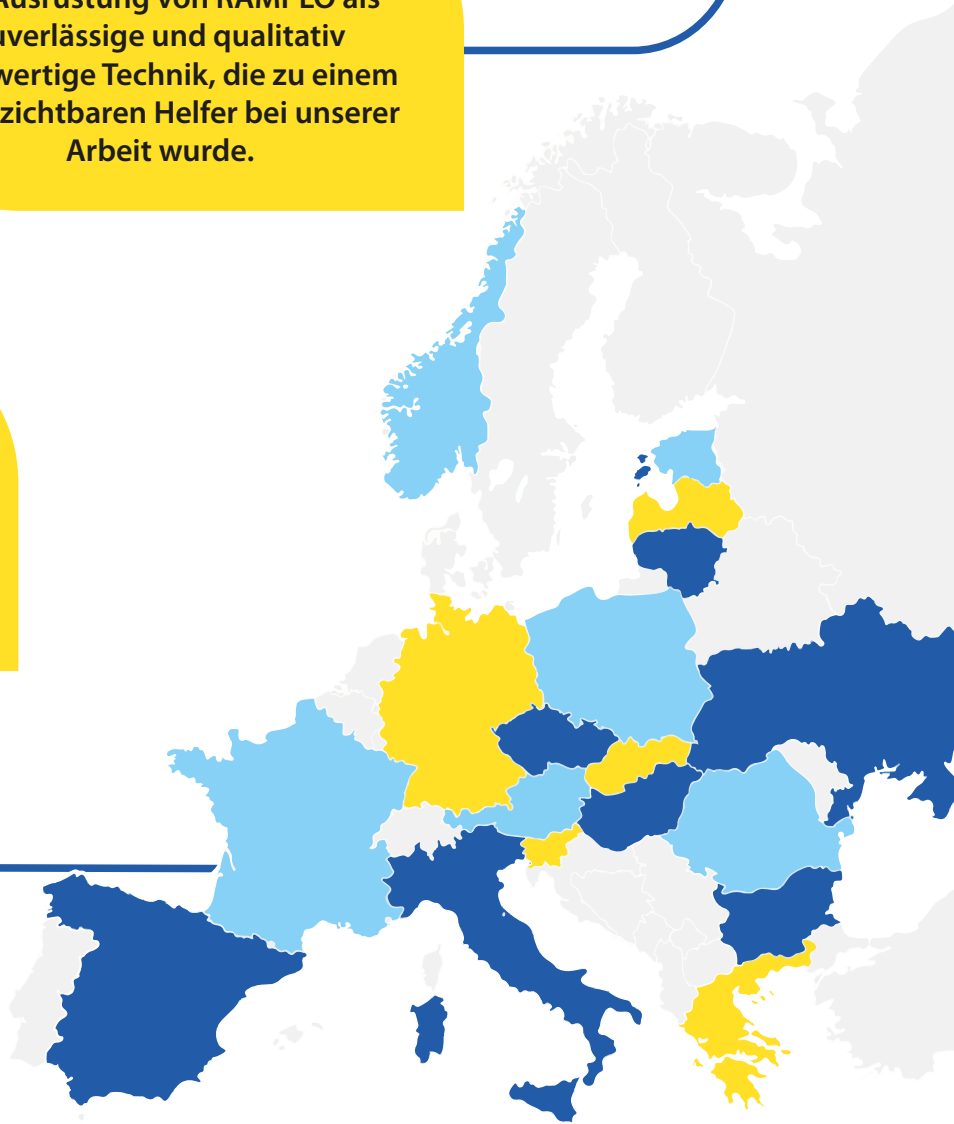 Ausrüstung von RAMPLO als
uverlässige und qualitativ
wertige Technik, die zu einem
zichtbaren Helfer bei unserer
Arbeit wurde.